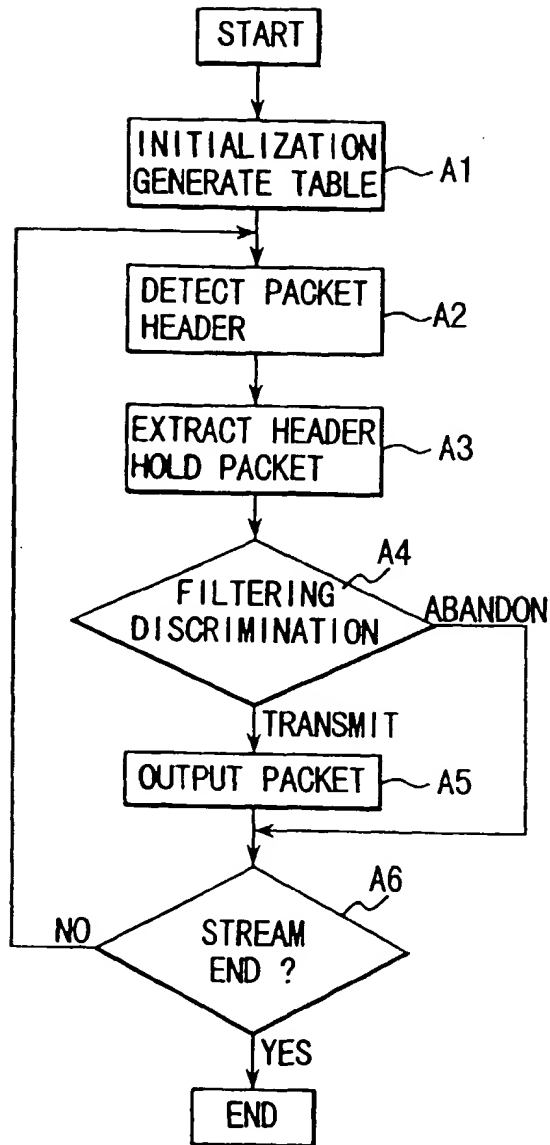 START
INITIALIZATION
GENERATE TABLE
A1
DETECT PACKET
HEADER
A2
EXTRACT HEADER
HOLD PACKET
A3
A4
FILTERING
DISCRIMINATION
ABANDON
TRANSMIT
OUTPUT PACKET
A5
A6
NO
STREAM
END ?
YES
END